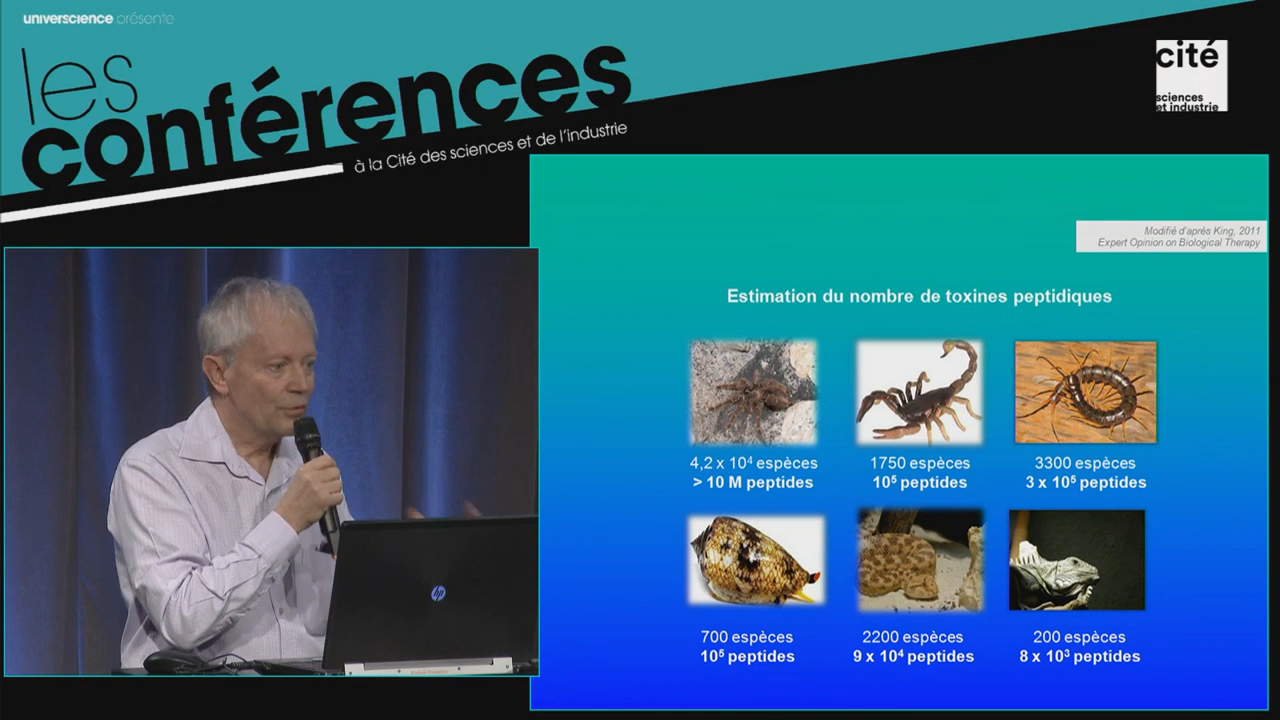 universcience présente
les
conférences
à la Cité des sciences et de l'industrie
cité
sciences
et industrie
Modifié d'après King, 2011
Expert Opinion on Biological Therapy
Estimation du nombre de toxines peptidiques
4,2 x 10⁴ espèces
> 10 M peptides
1750 espèces
10⁵ peptides
3300 espèces
3 x 10⁵ peptides
700 espèces
10⁵ peptides
2200 espèces
9 x 10⁴ peptides
200 espèces
8 x 10³ peptides
hp